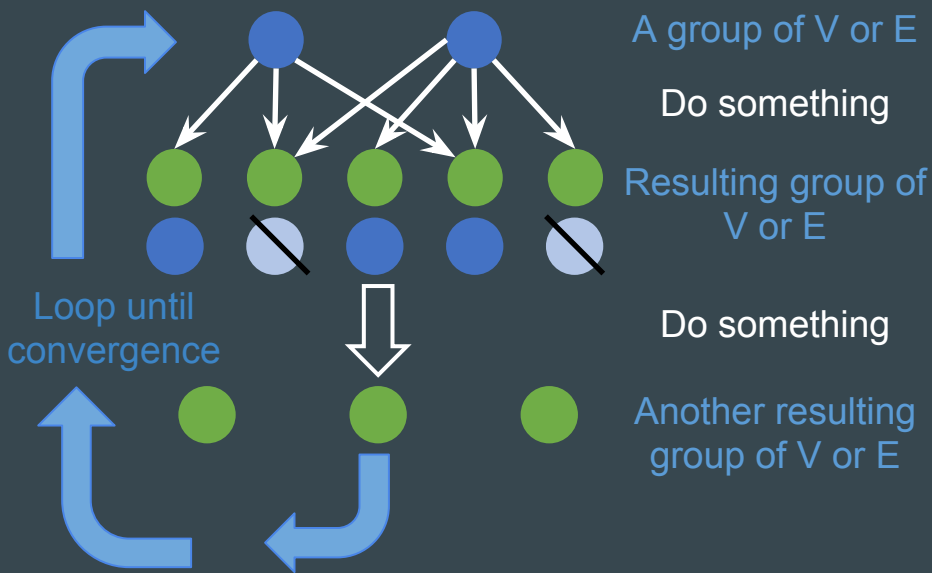 A group of V or E
Do something
Resulting group of
V or E
Loop until
convergence
Do something
Another resulting
group of V or E